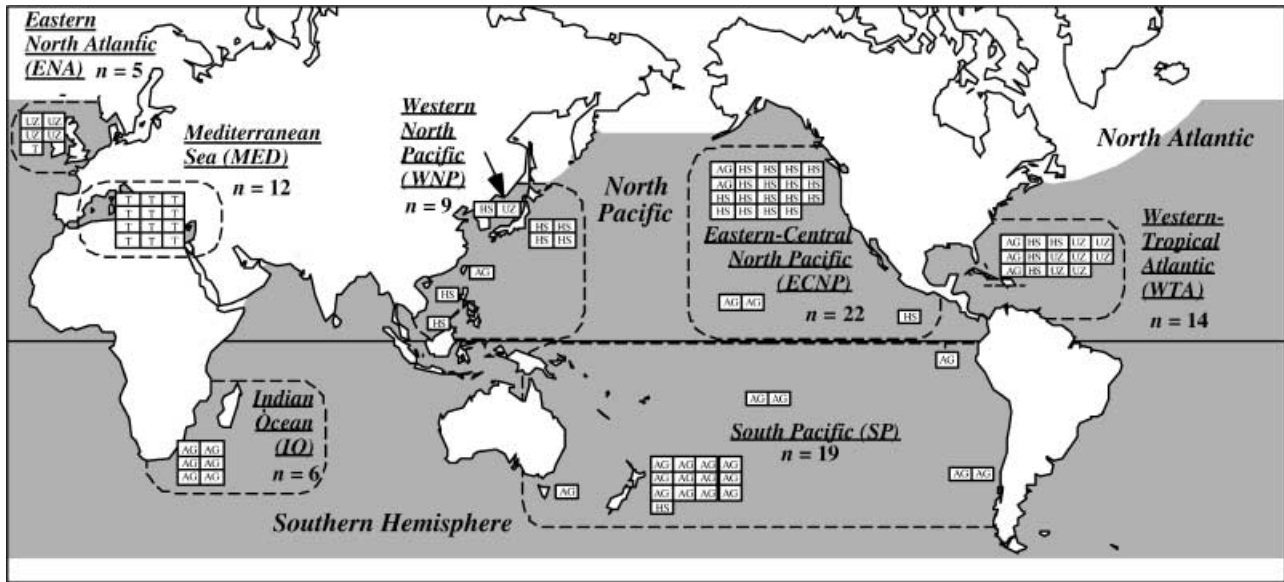 Eastern
North Atlantic
(ENA) n = 5
UZ UZ
UZ UZ
T
Mediterranean
Sea (MED)
n = 12
T T T
T T T
T T T
T T T
Western
North
Pacific
(WNP)
n = 9
HS UZ
HS HS
HS HS
AG
HS
HS
North
Pacific
AG HS HS HS HS
AG HS HS HS HS
HS HS HS HS HS
HS HS HS HS
Eastern-Central
North Pacific
(ECNP)
n = 22
AG AG
HS
North Atlantic
AG HS HS UZ UZ
AG HS UZ UZ UZ
AG HS UZ UZ
Western-
Tropical
Atlantic
(WTA)
n = 14
Indian
Ocean
(IO)
n = 6
AG AG
AG AG
AG AG
AG
AG AG
South Pacific (SP)
n = 19
AG AG AG AG
AG AG AG AG
AG AG AG AG
HS
AG
AG AG
Southern Hemisphere